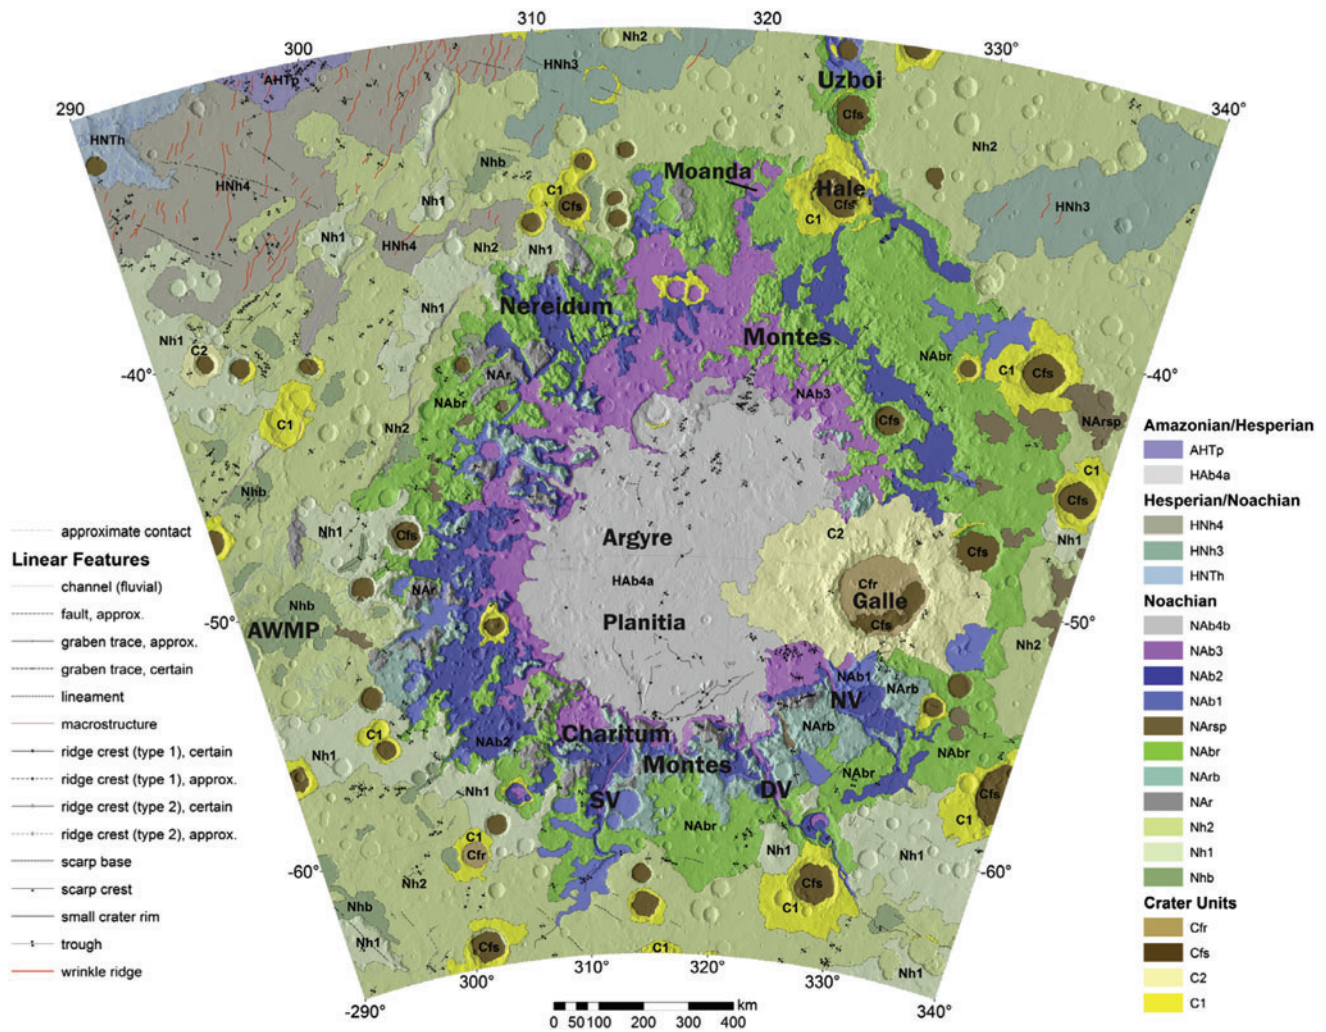 310
320
300
330°
290
340°
Nh2
HNh3
AHTp
Uzboi
Cfs
HNTh
Nh2
Nhb
Moanda
HNh4
C1
Hale
Cfs
Cfs
Nh1
C1
HNh3
Nh1
HNh4
Nh2
Nh1
Nereidum
Nh1
Montes
Nh1
C2
NAbr
-40°
C1
Cfs
-40°
NAr
NAb3
NAbr
NArsp
C1
Nh2
C1
Nhb
Cfs
Nh1
Cfs
Argyre
C2
Cfs
Nh1
HAb4a
Cfr
NAr
Galle
Nhb
Planitia
Cfs
-50°
AWMP
-50°
Nh2
NAb1
NArb
NV
C1
Charitum
NArb
Nh1
NAb2
Montes
NAbr
NAbr
Nh1
SV
DV
Cfs
C1
NAbr
C1
Nh1
Nh1
Cfr
-60°
-60°
Nh2
Cfs
C1
Nhb
Nh1
Cfs
C1
Nh1
300
310°
320°
330°
-290°
340°
km
0 50 100 200 300 400
approximate contact
Linear Features
channel (fluvial)
fault, approx.
graben trace, approx.
graben trace, certain
lineament
macrostructure
ridge crest (type 1), certain
ridge crest (type 1), approx.
ridge crest (type 2), certain
ridge crest (type 2), approx.
scarp base
scarp crest
small crater rim
trough
wrinkle ridge
Amazonian/Hesperian
AHTp
HAb4a
Hesperian/Noachian
HNh4
HNh3
HNTh
Noachian
NAb4b
NAb3
NAb2
NAb1
NArsp
NAbr
NArb
NAr
Nh2
Nh1
Nhb
Crater Units
Cfr
Cfs
C2
C1